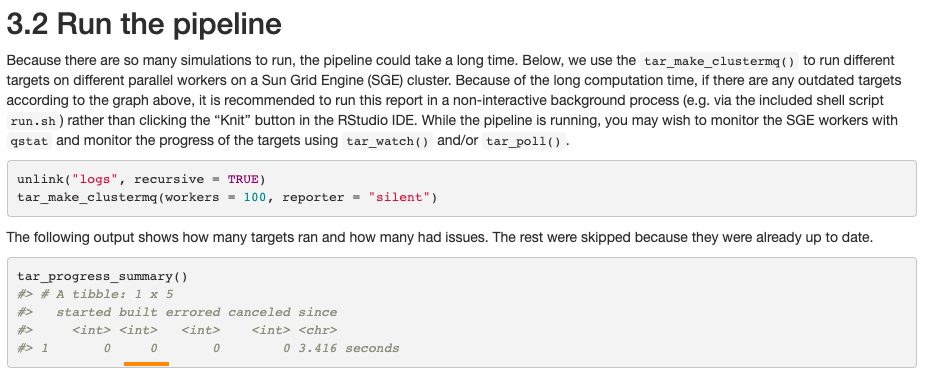 3.2 Run the pipeline
Because there are so many simulations to run, the pipeline could take a long time. Below, we use the tar_make_clustermq() to run different
targets on different parallel workers on a Sun Grid Engine (SGE) cluster. Because of the long computation time, if there are any outdated targets
according to the graph above, it is recommended to run this report in a non-interactive background process (e.g. via the included shell script
run.sh ) rather than clicking the “Knit” button in the RStudio IDE. While the pipeline is running, you may wish to monitor the SGE workers with
qstat and monitor the progress of the targets using tar_watch() and/or tar_poll() .
unlink("logs", recursive = TRUE)
tar_make_clustermq(workers = 100, reporter = "silent")
The following output shows how many targets ran and how many had issues. The rest were skipped because they were already up to date.
tar_progress_summary()
#> # A tibble: 1 x 5
#>   started built errored canceled since
#>     <int> <int>   <int>    <int> <chr>
#> 1       0     0       0        0 3.416 seconds